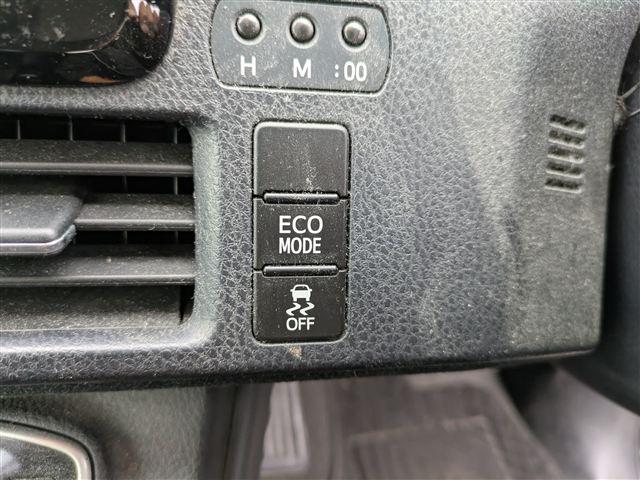 H M :00
ECO
MODE
OFF